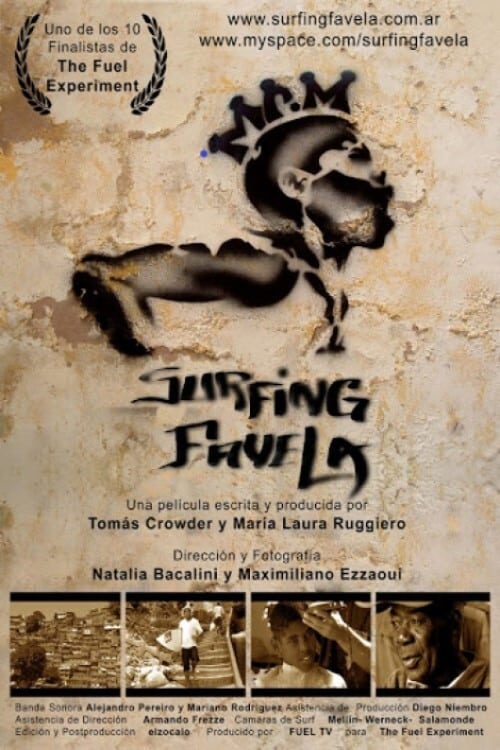 www.surfingfavela.com.ar
www.myspace.com/surfingfavela
Uno de los 10
Finalistas de
The Fuel
Experiment
SURFING
FAVELA
Una película escrita y producida por
Tomás Crowder y María Laura Ruggiero
Dirección y Fotografía
Natalia Bacalini y Maximiliano Ezzaoui
Banda Sonora Alejandro Pereiro y Mariano Rodriguez Asistencia de Producción Diego Niembro
Asistencia de Dirección Armando Frezze Camaras de Surf Mellin- Werneck- Salamonde
Edición y Postproducción elzocalo Producido por FUEL TV para The Fuel Experiment